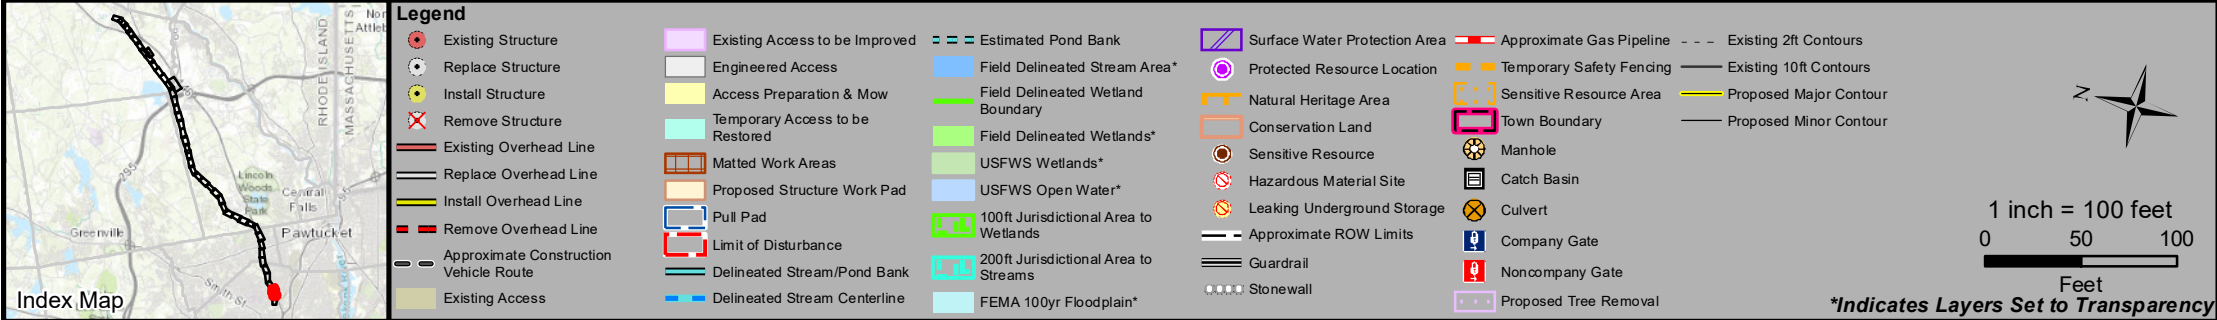 Nor
Attleb
RHODE ISLAND
MASSACHUSETTS
295
Lincoln
Woods
State
Park
Central
Falls
Greenville
Pawtucket
Smith St
Index Map
Legend
Existing Structure
Replace Structure
Install Structure
Remove Structure
Existing Overhead Line
Replace Overhead Line
Install Overhead Line
Remove Overhead Line
Approximate Construction
Vehicle Route
Existing Access
Existing Access to be Improved
Engineered Access
Access Preparation & Mow
Temporary Access to be
Restored
Matted Work Areas
Proposed Structure Work Pad
Pull Pad
Limit of Disturbance
Delineated Stream/Pond Bank
Delineated Stream Centerline
Estimated Pond Bank
Field Delineated Stream Area*
Field Delineated Wetland
Boundary
Field Delineated Wetlands*
USFWS Wetlands*
USFWS Open Water*
100ft Jurisdictional Area to
Wetlands
200ft Jurisdictional Area to
Streams
FEMA 100yr Floodplain*
Surface Water Protection Area
Protected Resource Location
Natural Heritage Area
Conservation Land
Sensitive Resource
Hazardous Material Site
Leaking Underground Storage
Approximate ROW Limits
Guardrail
Stonewall
Approximate Gas Pipeline
Temporary Safety Fencing
Sensitive Resource Area
Town Boundary
Manhole
Catch Basin
Culvert
Company Gate
Noncompany Gate
Proposed Tree Removal
Existing 2ft Contours
Existing 10ft Contours
Proposed Major Contour
Proposed Minor Contour
N
1 inch = 100 feet
0 50 100
Feet
*Indicates Layers Set to Transparency